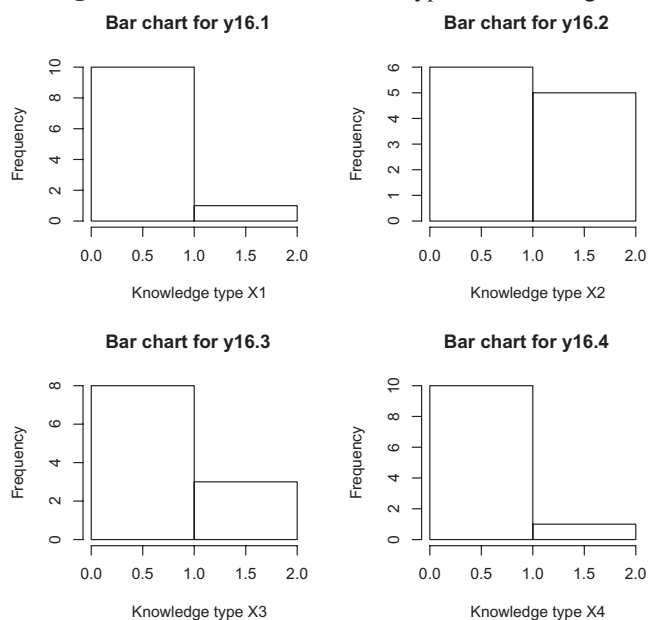 Bar chart for y16.1
Frequency
0 2 4 6 8 10
0.0 0.5 1.0 1.5 2.0
Knowledge type X1
Bar chart for y16.2
Frequency
0 1 2 3 4 5 6
0.0 0.5 1.0 1.5 2.0
Knowledge type X2
Bar chart for y16.3
Frequency
0 2 4 6 8
0.0 0.5 1.0 1.5 2.0
Knowledge type X3
Bar chart for y16.4
Frequency
0 2 4 6 8 10
0.0 0.5 1.0 1.5 2.0
Knowledge type X4